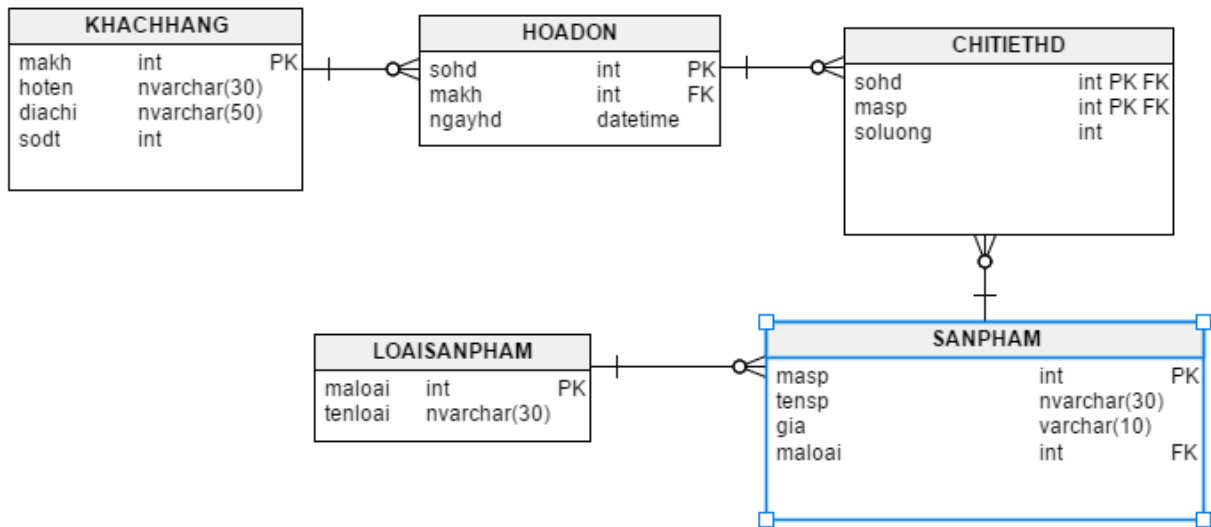 KHACHHANG
makh int PK
hoten nvarchar(30)
diachi nvarchar(50)
sodt int
HOADON
sohd int PK
makh int FK
ngayhd datetime
CHITIETHD
sohd int PK FK
masp int PK FK
soluong int
LOAISANPHAM
maloai int PK
tenloai nvarchar(30)
SANPHAM
masp int PK
tensp nvarchar(30)
gia varchar(10)
maloai int FK